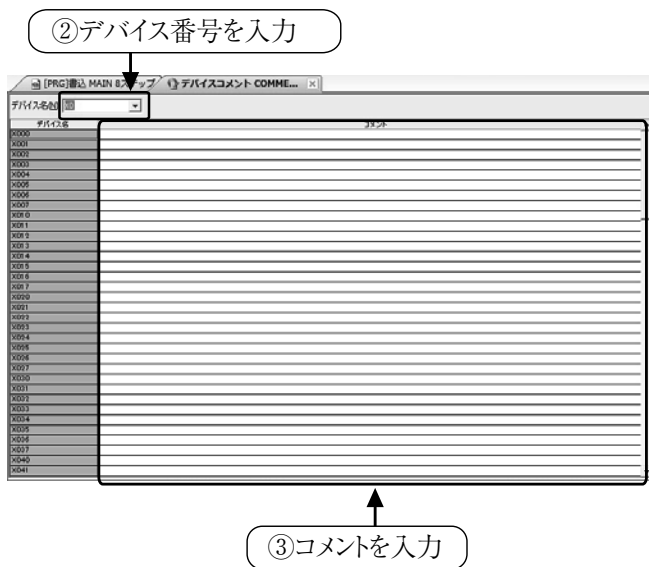 ②デバイス番号を入力
[PRG]書込 MAIN 8ステップ デバイスコメント COMME...
デバイス名(N) X0
デバイス名 コメント
X000
X001
X002
X003
X004
X005
X006
X007
X010
X011
X012
X013
X014
X015
X016
X017
X020
X021
X022
X023
X024
X025
X026
X027
X030
X031
X032
X033
X034
X035
X036
X037
X040
X041
③コメントを入力